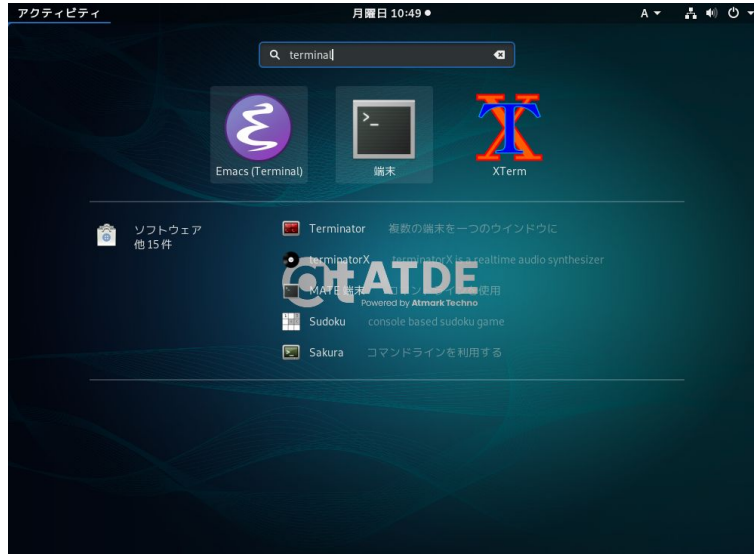 アクティビティ 月曜日 10:49 A
terminal
Emacs (Terminal) 端末 XTerm
ソフトウェア
他 15 件
Terminator 複数の端末を一つのウインドウに
terminatorX terminatorX is a realtime audio synthesizer
ATDE
Powered by Atmark Techno
MATE 端末 を使用
Sudoku console based sudoku game
Sakura コマンドラインを利用する